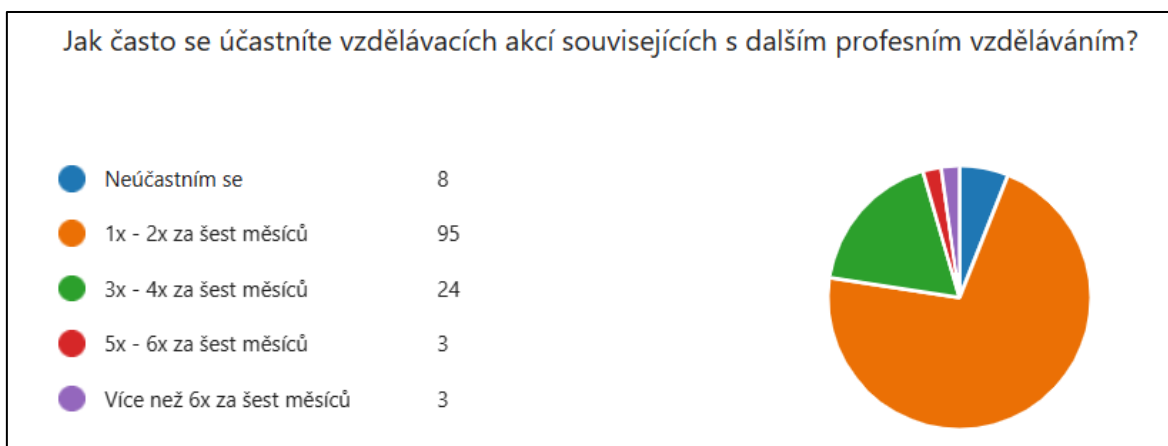 Jak často se účastníte vzdělávacích akcí souvisejících s dalším profesním vzděláváním?
Neúčastním se 8
1x - 2x za šest měsíců 95
3x - 4x za šest měsíců 24
5x - 6x za šest měsíců 3
Více než 6x za šest měsíců 3